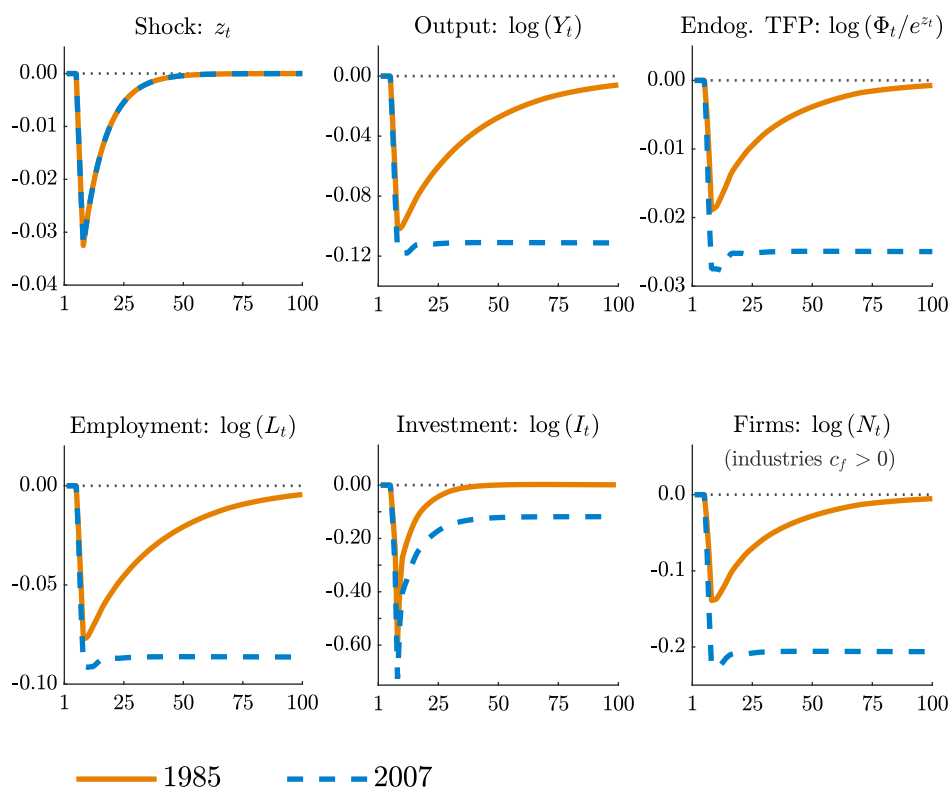 Shock: z_t
0.00
-0.01
-0.02
-0.03
-0.04
1 25 50 75 100
Output: log (Y_t)
0.00
-0.04
-0.08
-0.12
1 25 50 75 100
Endog. TFP: log (Φ_t/e^{z_t})
0.00
-0.01
-0.02
-0.03
1 25 50 75 100
Employment: log (L_t)
0.00
-0.05
-0.10
1 25 50 75 100
Investment: log (I_t)
0.00
-0.20
-0.40
-0.60
1 25 50 75 100
Firms: log (N_t)
(industries c_f > 0)
0.0
-0.1
-0.2
1 25 50 75 100
1985 2007